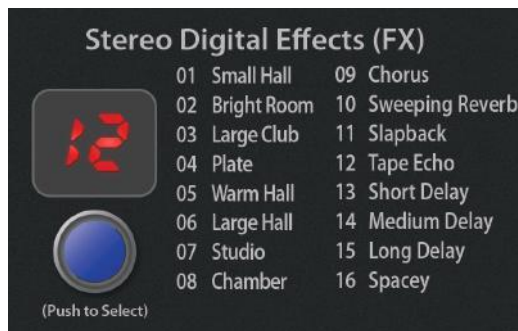 Stereo Digital Effects (FX)
12
01 Small Hall
02 Bright Room
03 Large Club
04 Plate
05 Warm Hall
06 Large Hall
07 Studio
08 Chamber
09 Chorus
10 Sweeping Reverb
11 Slapback
12 Tape Echo
13 Short Delay
14 Medium Delay
15 Long Delay
16 Spacey
(Push to Select)